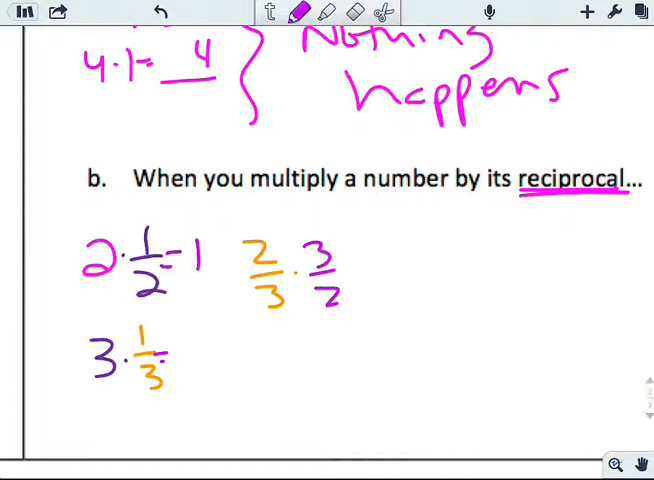 4·1= 4 } Nothing
happens
b. When you multiply a number by its reciprocal...
2·1/2=1 2/3·3/2
3·1/3=